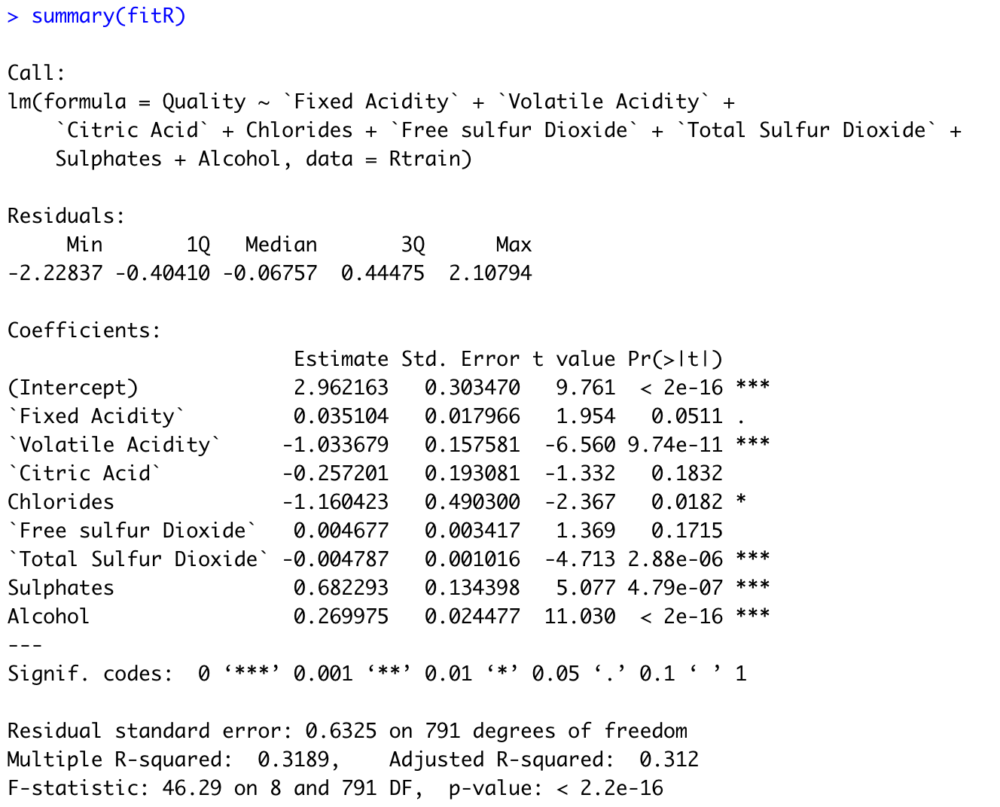 > summary(fitR)
Call:
lm(formula = Quality ~ `Fixed Acidity` + `Volatile Acidity` +
    `Citric Acid` + Chlorides + `Free sulfur Dioxide` + `Total Sulfur Dioxide` +
    Sulphates + Alcohol, data = Rtrain)
Residuals:
     Min       1Q   Median       3Q      Max
-2.22837 -0.40410 -0.06757  0.44475  2.10794
Coefficients:
                        Estimate Std. Error t value Pr(>|t|)
(Intercept)             2.962163   0.303470   9.761  < 2e-16 ***
`Fixed Acidity`         0.035104   0.017966   1.954   0.0511 .
`Volatile Acidity`     -1.033679   0.157581  -6.560 9.74e-11 ***
`Citric Acid`          -0.257201   0.193081  -1.332   0.1832
Chlorides              -1.160423   0.490300  -2.367   0.0182 *
`Free sulfur Dioxide`   0.004677   0.003417   1.369   0.1715
`Total Sulfur Dioxide` -0.004787   0.001016  -4.713 2.88e-06 ***
Sulphates               0.682293   0.134398   5.077 4.79e-07 ***
Alcohol                 0.269975   0.024477  11.030  < 2e-16 ***
---
Signif. codes:  0 ‘***’ 0.001 ‘**’ 0.01 ‘*’ 0.05 ‘.’ 0.1 ‘ ’ 1
Residual standard error: 0.6325 on 791 degrees of freedom
Multiple R-squared:  0.3189,    Adjusted R-squared:  0.312
F-statistic: 46.29 on 8 and 791 DF,  p-value: < 2.2e-16